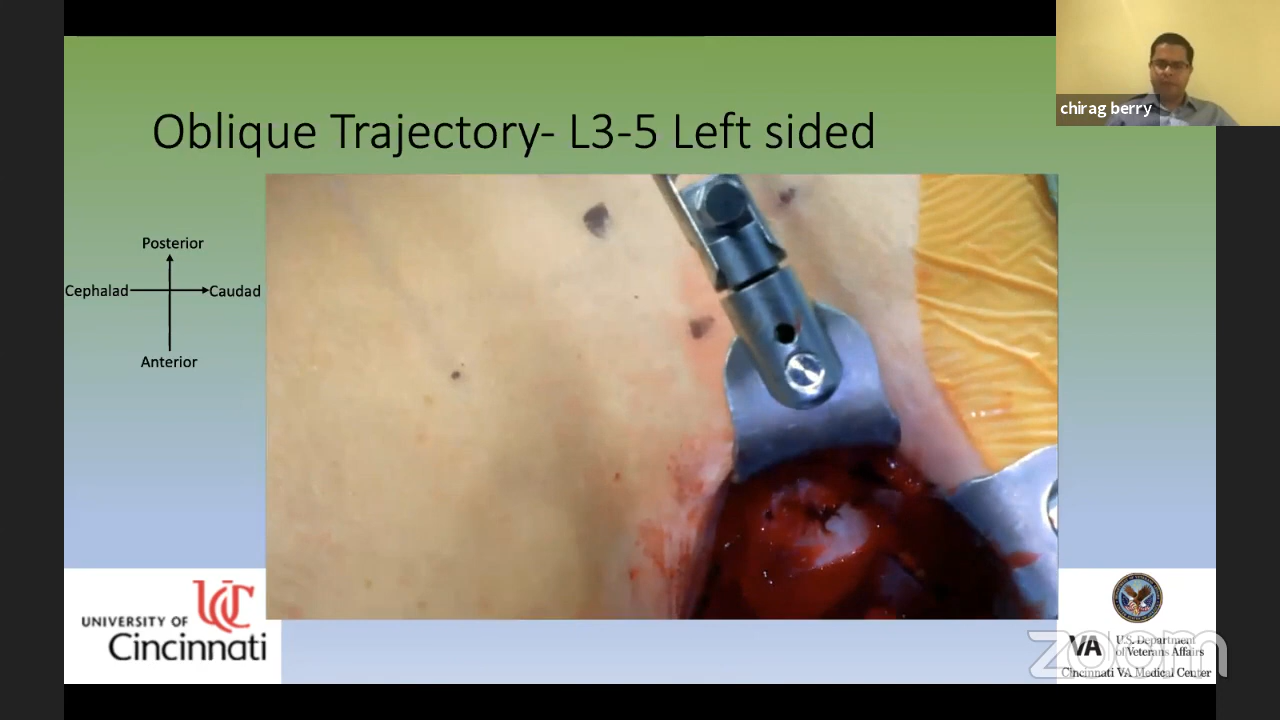 chirag berry
Oblique Trajectory- L3-5 Left sided
Posterior
Cephalad
Caudad
Anterior
UNIVERSITY OF
Cincinnati
VA
U.S. Department
of Veterans Affairs
zoom
Cincinnati VA Medical Center